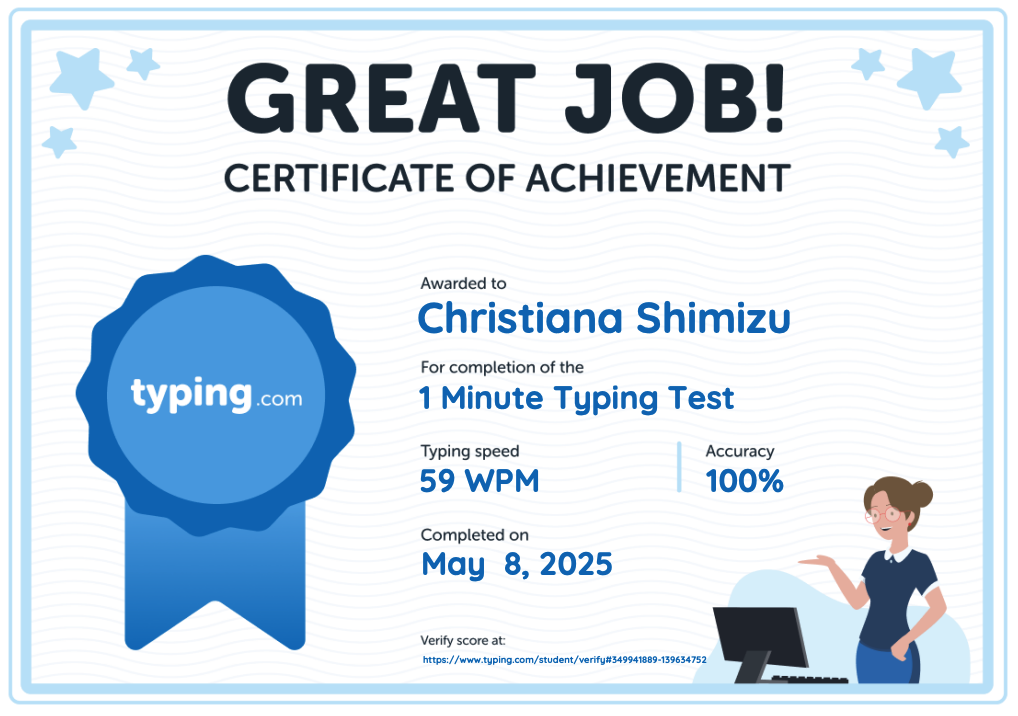 GREAT JOB!
CERTIFICATE OF ACHIEVEMENT
typing.com
Awarded to
Christiana Shimizu
For completion of the
1 Minute Typing Test
Typing speed
59 WPM
Accuracy
100%
Completed on
May 8, 2025
Verify score at:
https://www.typing.com/student/verify#349941889-139634752